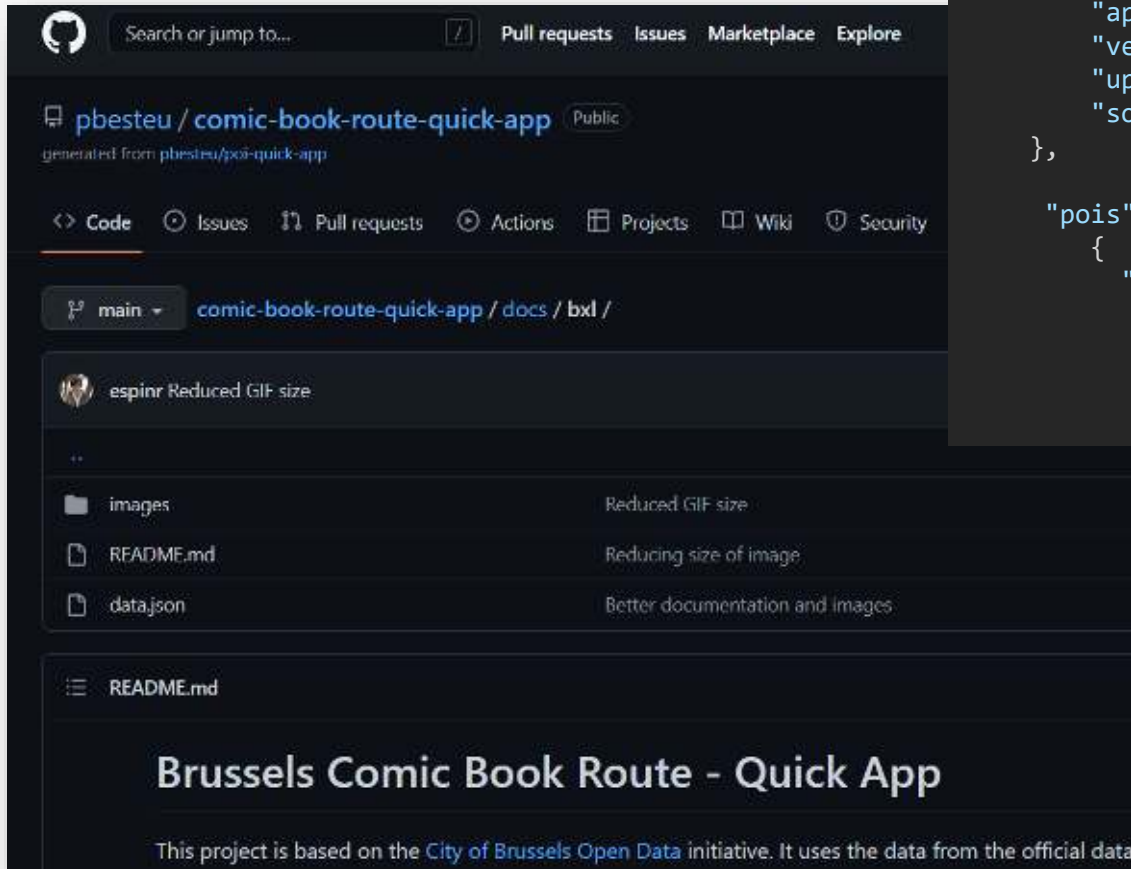 Search or jump to... / Pull requests Issues Marketplace Explore
pbesteu / comic-book-route-quick-app Public
generated from pbesteu/poi-quick-app
<> Code Issues Pull requests Actions Projects Wiki Security
main comic-book-route-quick-app / docs / bxl /
espinr Reduced GIF size
..
images Reduced GIF size
README.md Reducing size of image
data.json Better documentation and images
README.md
Brussels Comic Book Route - Quick App
This project is based on the City of Brussels Open Data initiative. It uses the data from the official data
"ap
"ve
"up
"so
},
"pois"
{
"